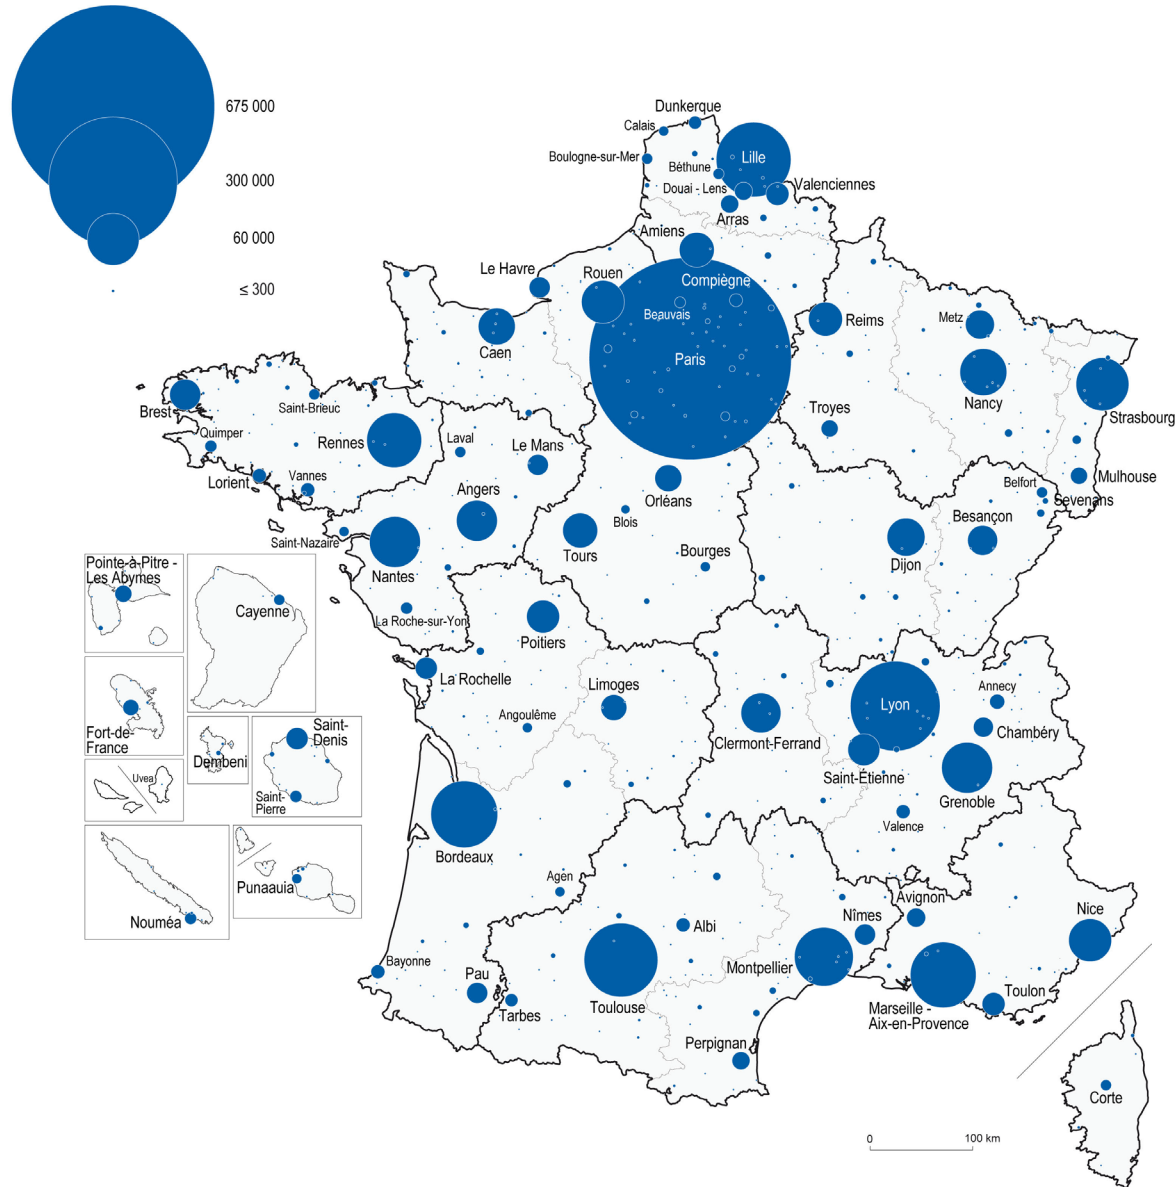 675 000
300 000
60 000
≤ 300
Dunkerque
Calais
Boulogne-sur-Mer
Béthune
Lille
Douai - Lens
Valenciennes
Arras
Amiens
Le Havre
Rouen
Compiègne
Beauvais
Paris
Reims
Metz
Caen
Nancy
Strasbourg
Brest
Saint-Brieuc
Troyes
Quimper
Rennes
Laval
Le Mans
Lorient
Vannes
Mulhouse
Belfort
Sevenans
Orléans
Angers
Blois
Besançon
Saint-Nazaire
Tours
Bourges
Dijon
Nantes
Pointe-à-Pitre -
Les Abymes
Cayenne
La Roche-sur-Yon
Poitiers
La Rochelle
Limoges
Annecy
Lyon
Angoulême
Chambéry
Fort-de-
France
Dembeni
Saint-
Denis
Clermont-Ferrand
Saint-Étienne
Uvea
Saint-
Pierre
Grenoble
Valence
Bordeaux
Punaauia
Agen
Nouméa
Avignon
Nîmes
Nice
Albi
Bayonne
Pau
Montpellier
Tarbes
Toulouse
Toulon
Marseille -
Aix-en-Provence
Perpignan
Corte
0 100 km